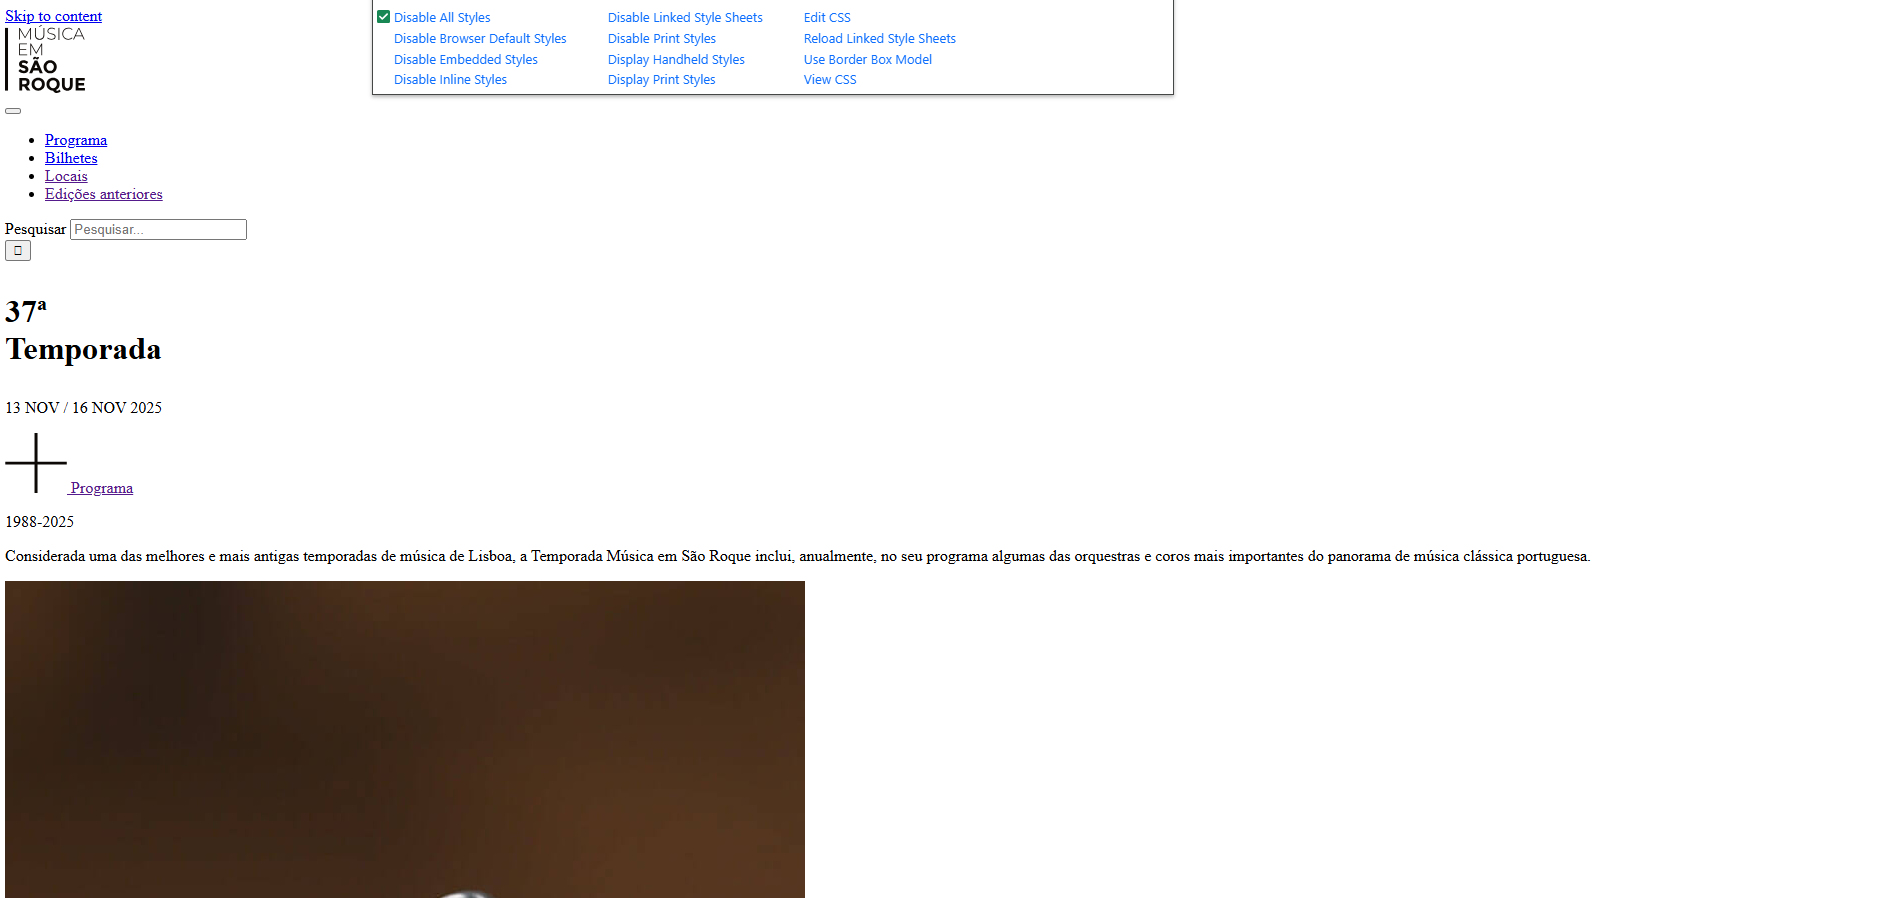 Skip to content
MÚSICA
EM
SÃO
ROQUE
Disable All Styles
Disable Browser Default Styles
Disable Embedded Styles
Disable Inline Styles
Disable Linked Style Sheets
Disable Print Styles
Display Handheld Styles
Display Print Styles
Edit CSS
Reload Linked Style Sheets
Use Border Box Model
View CSS
Programa
Bilhetes
Locais
Edições anteriores
Pesquisar Pesquisar...
37ª
Temporada
13 NOV / 16 NOV 2025
Programa
1988-2025
Considerada uma das melhores e mais antigas temporadas de música de Lisboa, a Temporada Música em São Roque inclui, anualmente, no seu programa algumas das orquestras e coros mais importantes do panorama de música clássica portuguesa.